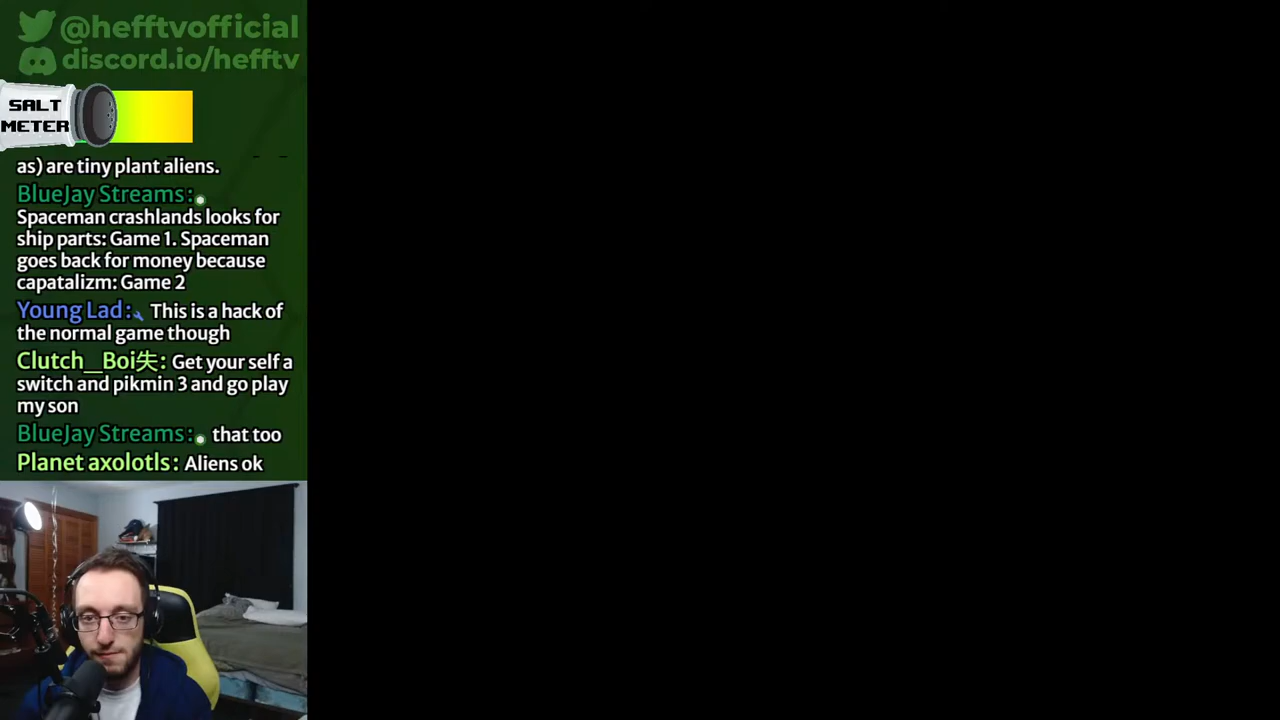 @hefftvofficial
discord.io/hefftv
SALT
METER
as) are tiny plant aliens.
BlueJay Streams:
Spaceman crashlands looks for
ship parts: Game 1. Spaceman
goes back for money because
capatalizm: Game 2
Young Lad: This is a hack of
the normal game though
Clutch_Boi失: Get your self a
switch and pikmin 3 and go play
my son
BlueJay Streams: that too
Planet axolotls: Aliens ok